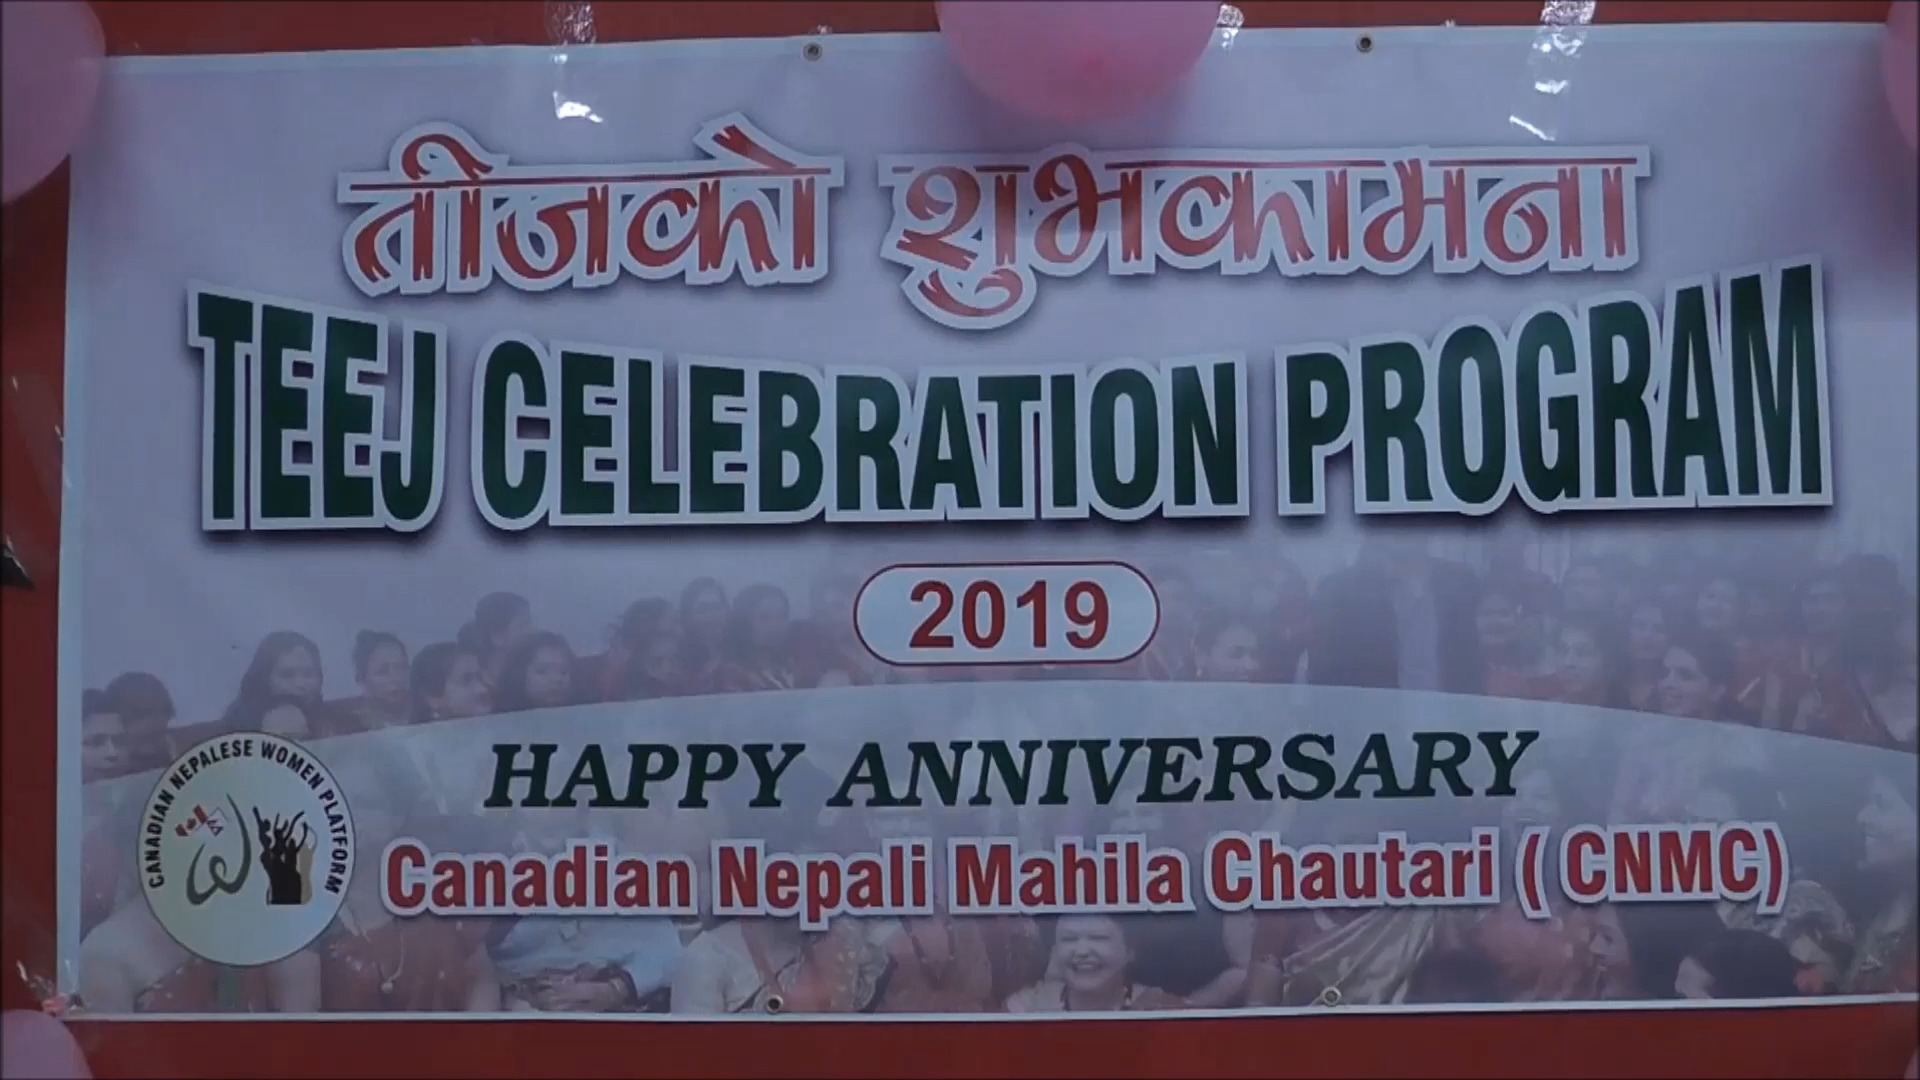 तीजको शुभकामना
TEEJ CELEBRATION PROGRAM
2019
HAPPY ANNIVERSARY
CANADIAN NEPALESE WOMEN PLATFORM
Canadian Nepali Mahila Chautari ( CNMC)